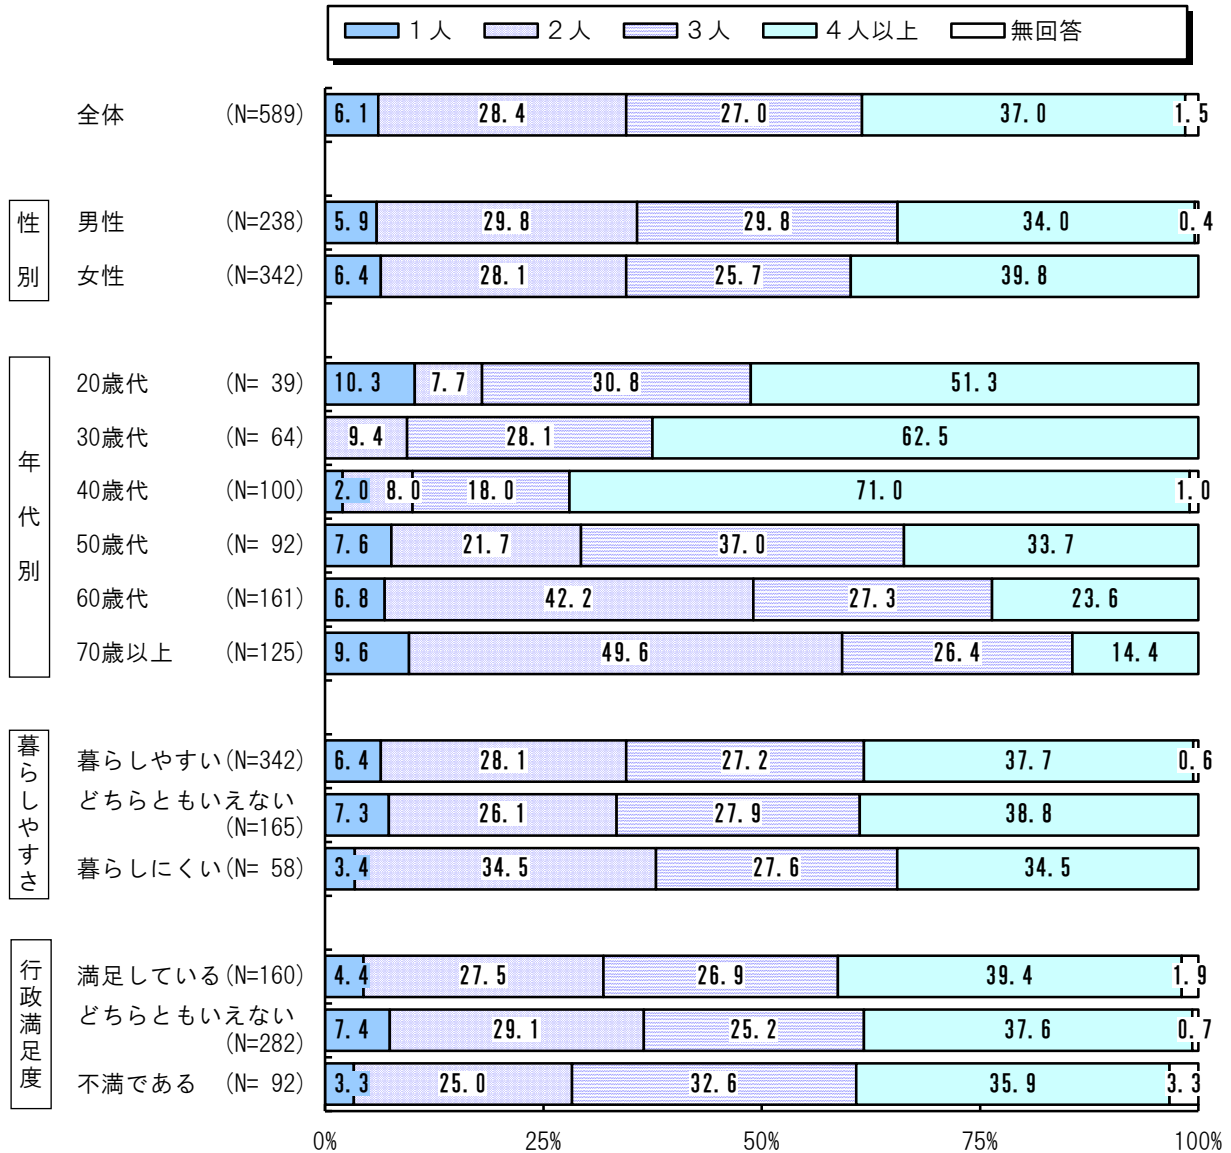 １人 ２人 ３人 ４人以上 無回答
全体 (N=589) 6.1 28.4 27.0 37.0 1.5
性別
男性 (N=238) 5.9 29.8 29.8 34.0 0.4
女性 (N=342) 6.4 28.1 25.7 39.8
年代別
20歳代 (N= 39) 10.3 7.7 30.8 51.3
30歳代 (N= 64) 9.4 28.1 62.5
40歳代 (N=100) 2.0 8.0 18.0 71.0 1.0
50歳代 (N= 92) 7.6 21.7 37.0 33.7
60歳代 (N=161) 6.8 42.2 27.3 23.6
70歳以上 (N=125) 9.6 49.6 26.4 14.4
暮らしやすさ
暮らしやすい(N=342) 6.4 28.1 27.2 37.7 0.6
どちらともいえない
(N=165) 7.3 26.1 27.9 38.8
暮らしにくい(N= 58) 3.4 34.5 27.6 34.5
行政満足度
満足している(N=160) 4.4 27.5 26.9 39.4 1.9
どちらともいえない
(N=282) 7.4 29.1 25.2 37.6 0.7
不満である (N= 92) 3.3 25.0 32.6 35.9 3.3
0% 25% 50% 75% 100%